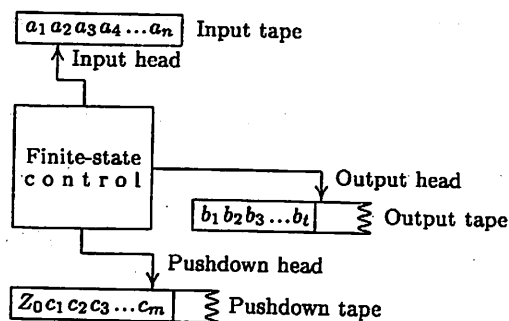 a₁ a₂ a₃ a₄ ... aₙ Input tape
Input head
Finite-state
control
Output head
b₁ b₂ b₃ ... bₜ Output tape
Pushdown head
Z₀ c₁ c₂ c₃ ... cₘ Pushdown tape